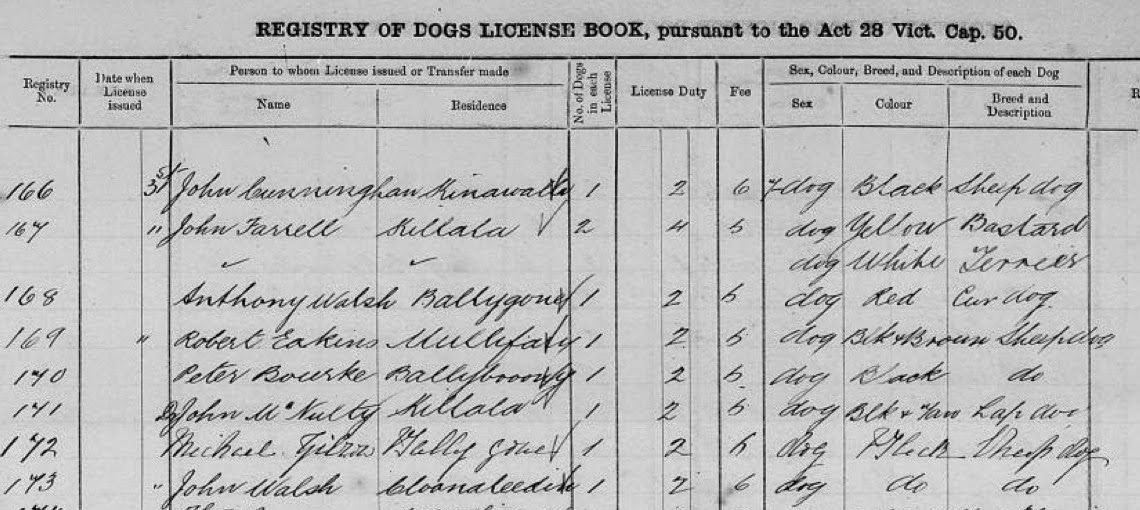 REGISTRY OF DOGS LICENSE BOOK, pursuant to the Act 28 Vict. Cap. 50.
Registry No. Date when License issued Person to whom License issued or Transfer made Name Residence No. of Dogs in each License License Duty Fee Sex, Colour, Breed, and Description of each Dog Sex Colour Breed and Description R
166 31st John Cunningham 1 2 6 dog Black Sheep dog
167 " John Farrell Killala 2 4 6 dog Yellow Bastard
dog White Terrier
168 Anthony Walsh 1 2 6 dog Red Cur dog
169 " Robert Eakins Mullifary 1 2 6 dog Blk & Brown Sheep dog
170 Peter Bourke 1 2 6 dog Black do
171 Dr John McNulty Killala 1 2 6 dog Blk & Lap dog
172 Michael 1 2 6 dog Black Sheep dog
173 " John Walsh 1 2 6 dog do do